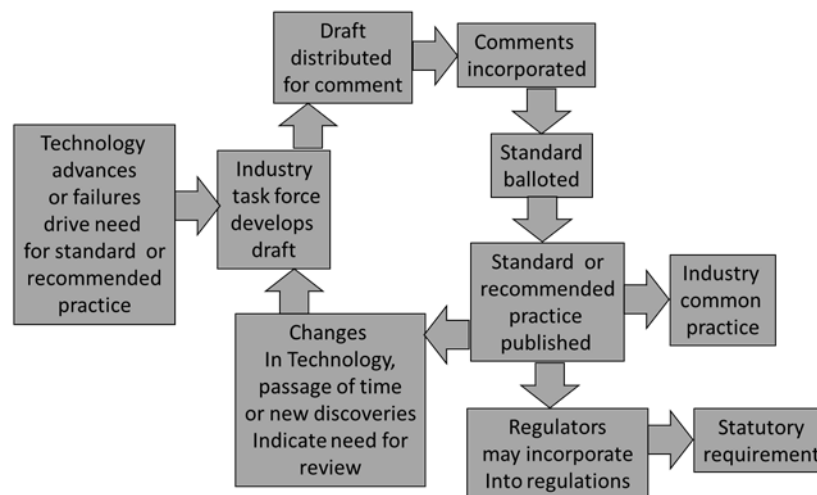 Technology
advances
or failures
drive need
for standard or
recommended
practice
Industry
task force
develops
draft
Draft
distributed
for comment
Comments
incorporated
Standard
balloted
Standard or
recommended
practice
published
Industry
common
practice
Changes
In Technology,
passage of time
or new discoveries
Indicate need for
review
Regulators
may incorporate
Into regulations
Statutory
requirement